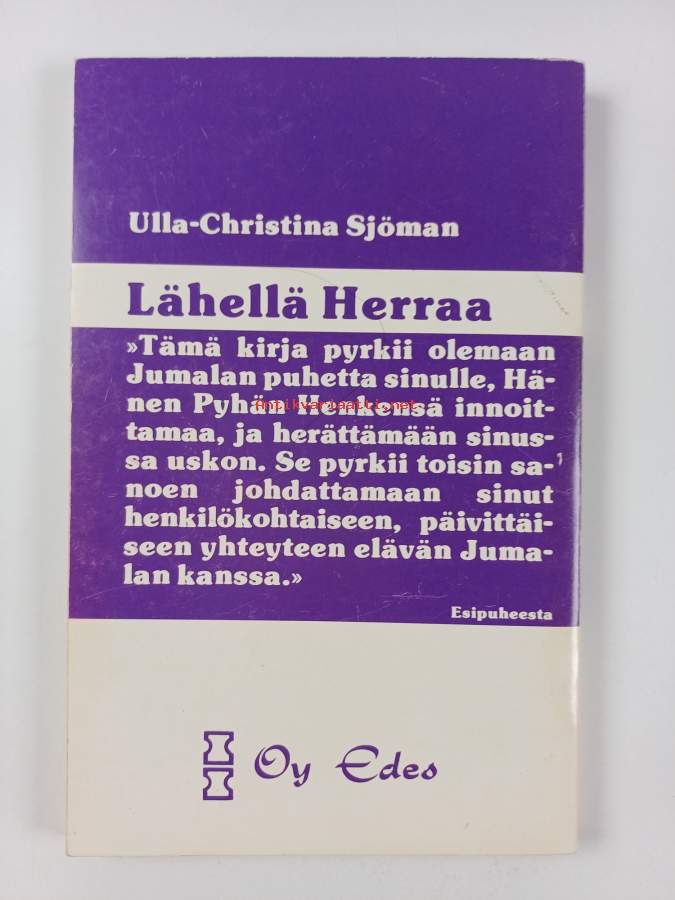 Ulla-Christina Sjöman
Lähellä Herraa
»Tämä kirja pyrkii olemaan
Jumalan puhetta sinulle, Hä-
nen Pyhän Henkensä innoit-
Antikvariaatti.net
tamaa, ja herättämään sinus-
sa uskon. Se pyrkii toisin sa-
noen johdattamaan sinut
henkilökohtaiseen, päivittäi-
seen yhteyteen elävän Juma-
lan kanssa.»
Esipuheesta
Oy Edes